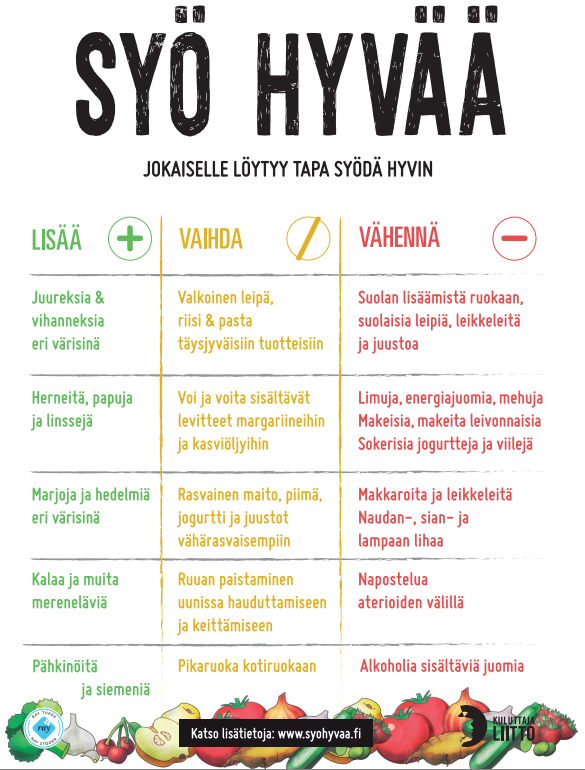 SYÖ HYVÄÄ
JOKAISELLE LÖYTYY TAPA SYÖDÄ HYVIN
LISÄÄ
VAIHDA
VÄHENNÄ
Juureksia &
vihanneksia
eri värisinä
Valkoinen leipä,
riisi & pasta
täysjyväisiin tuotteisiin
Suolan lisäämistä ruokaan,
suolaisia leipiä, leikkeleitä
ja juustoa
Herneitä, papuja
ja linssejä
Voi ja voita sisältävät
levitteet margariineihin
ja kasviöljyihin
Limuja, energiajuomia, mehuja
Makeisia, makeita leivonnaisia
Sokerisia jogurtteja ja viilejä
Marjoja ja hedelmiä
eri värisinä
Rasvainen maito, piimä,
jogurtti ja juustot
vähärasvaisempiin
Makkaroita ja leikkeleitä
Naudan-, sian- ja
lampaan lihaa
Kalaa ja muita
mereneläviä
Ruuan paistaminen
uunissa hauduttamiseen
ja keittämiseen
Napostelua
aterioiden välillä
Pähkinöitä
ja siemeniä
Pikaruoka kotiruokaan
Alkoholia sisältäviä juomia
RAY TUKEE
ray
Katso lisätietoja: www.syohyvaa.fi
KULUTTAJA
LIITTO